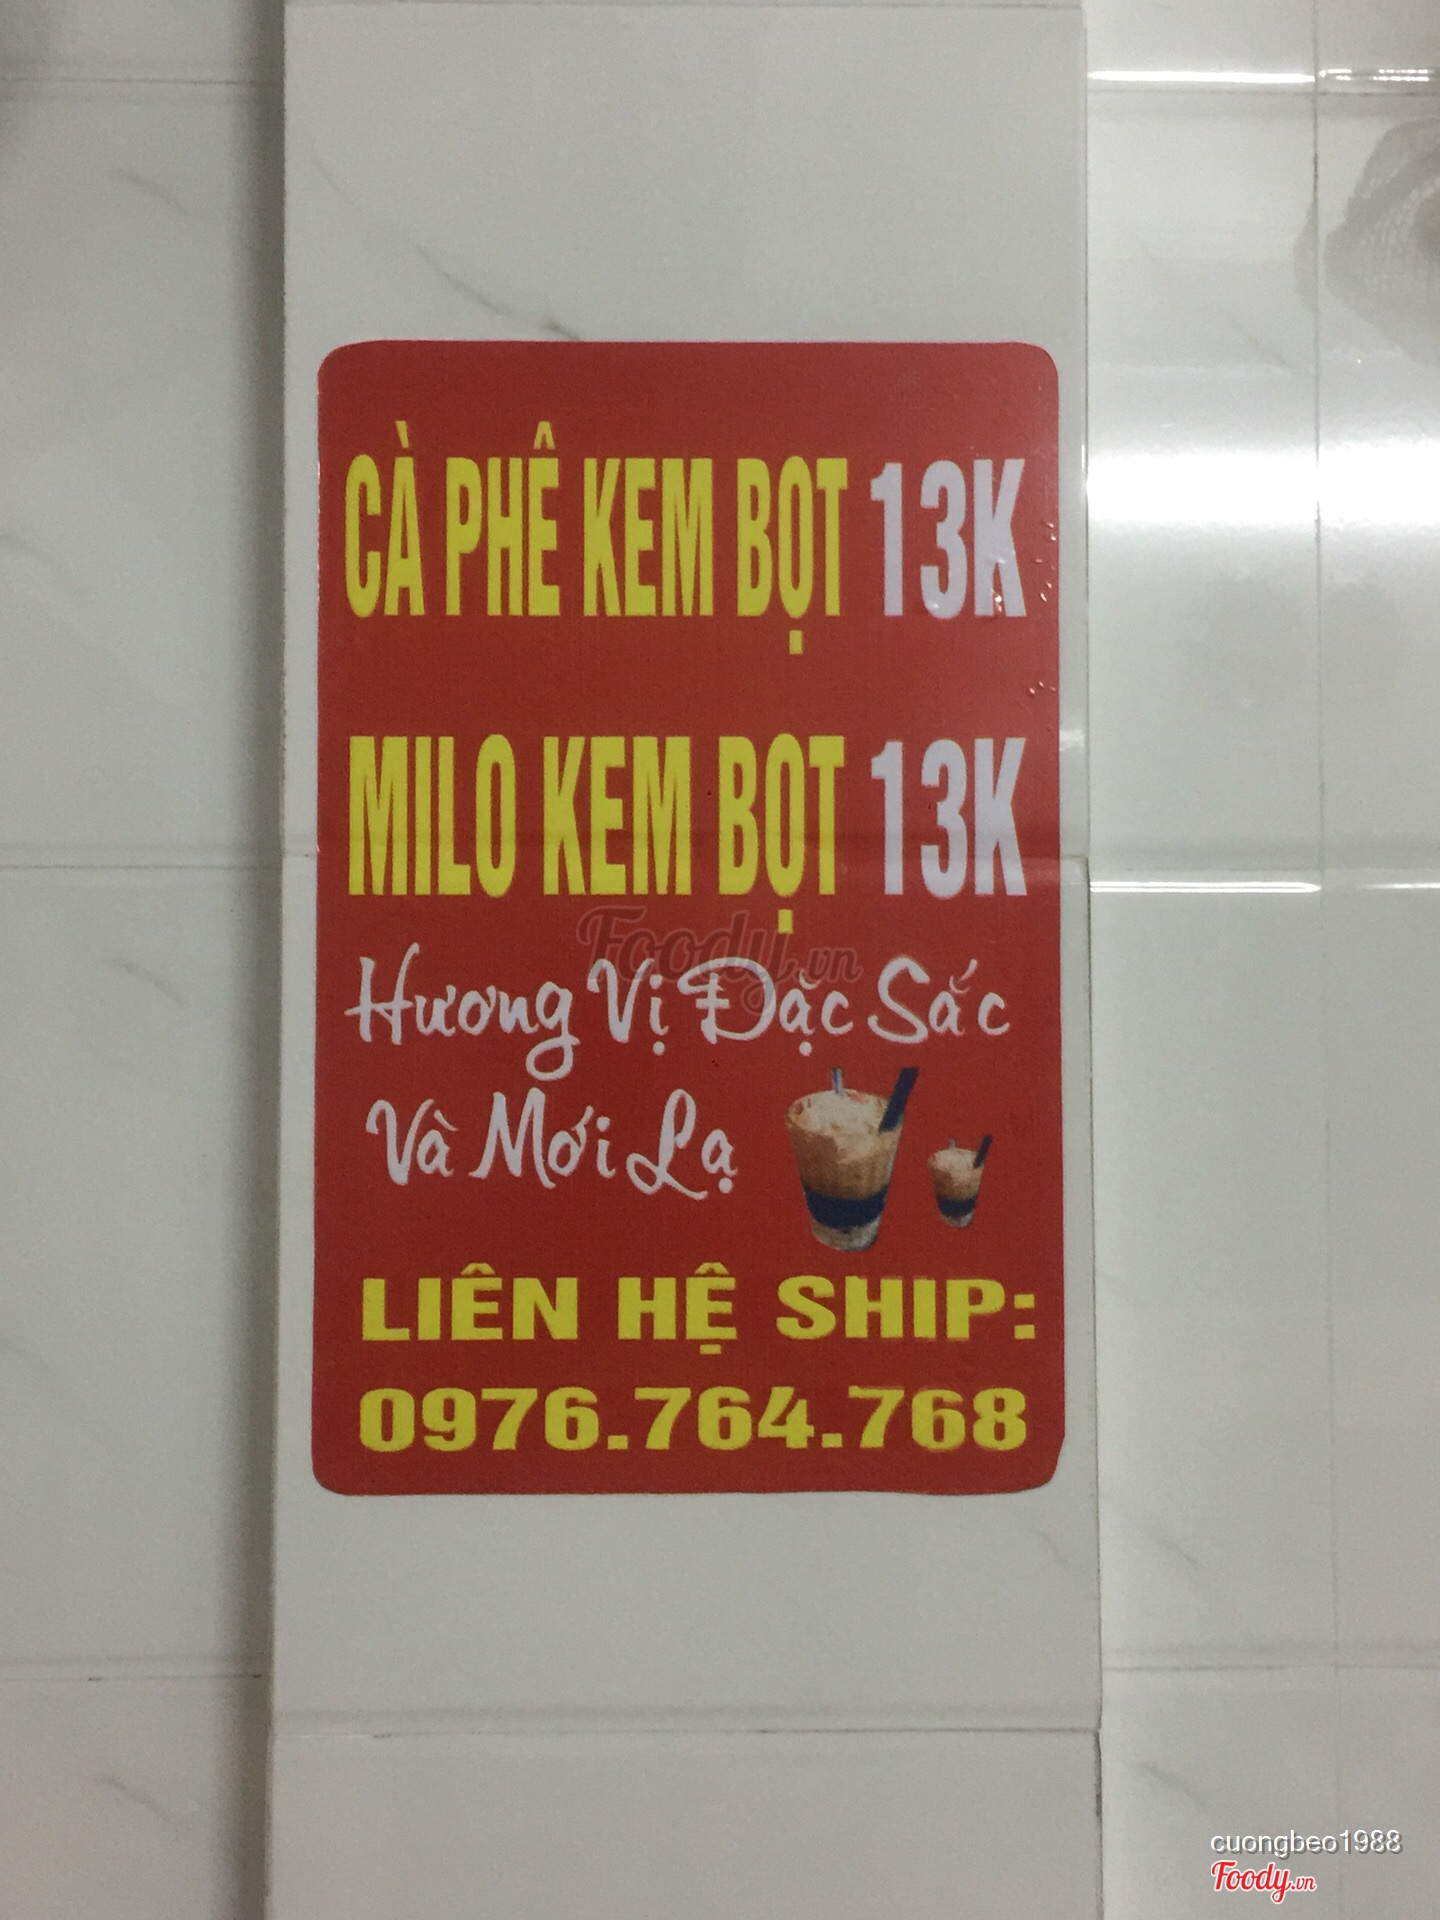 CÀ PHÊ KEM BỌT 13K
MILO KEM BỌT 13K
Foody.vn
Hương Vị Đặc Sắc
Và Mới Lạ
LIÊN HỆ SHIP:
0976.764.768
cuongbeo1988
Foody.vn